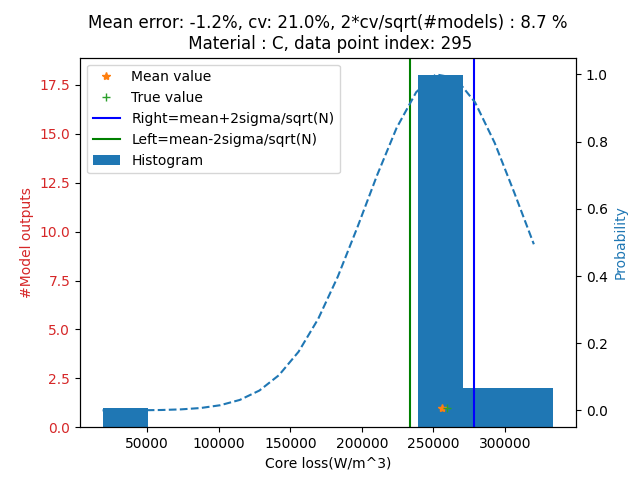 Mean error: -1.2%, cv: 21.0%, 2*cv/sqrt(#models) : 8.7 %
Material : C, data point index: 295
Mean value
True value
Right=mean+2sigma/sqrt(N)
Left=mean-2sigma/sqrt(N)
Histogram
#Model outputs
17.5
15.0
12.5
10.0
7.5
5.0
2.5
0.0
1.0
0.8
0.6
0.4
0.2
0.0
Probability
50000 100000 150000 200000 250000 300000
Core loss(W/m^3)